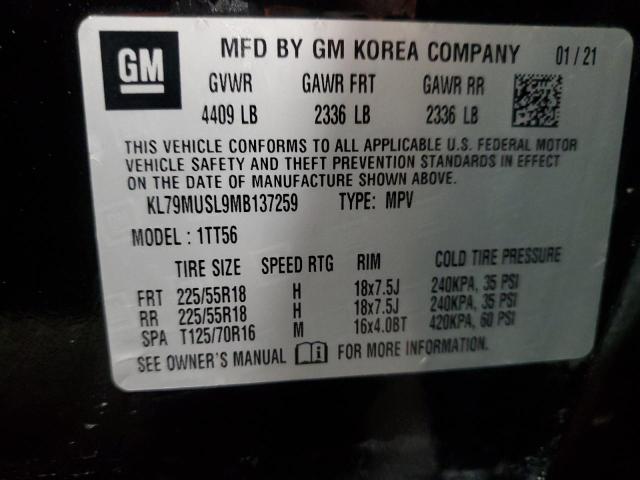 GM
MFD BY GM KOREA COMPANY 01/21
GVWR GAWR FRT GAWR RR
4409 LB 2336 LB 2336 LB
THIS VEHICLE CONFORMS TO ALL APPLICABLE U.S. FEDERAL MOTOR
VEHICLE SAFETY AND THEFT PREVENTION STANDARDS IN EFFECT
ON THE DATE OF MANUFACTURE SHOWN ABOVE.
KL79MUSL9MB137259 TYPE: MPV
MODEL: 1TT56
TIRE SIZE SPEED RTG RIM COLD TIRE PRESSURE
FRT 225/55R18 H 18x7.5J 240KPA, 35 PSI
RR 225/55R18 H 18x7.5J 240KPA, 35 PSI
SPA T125/70R16 M 16x4.0BT 420KPA, 60 PSI
SEE OWNER'S MANUAL FOR MORE INFORMATION.